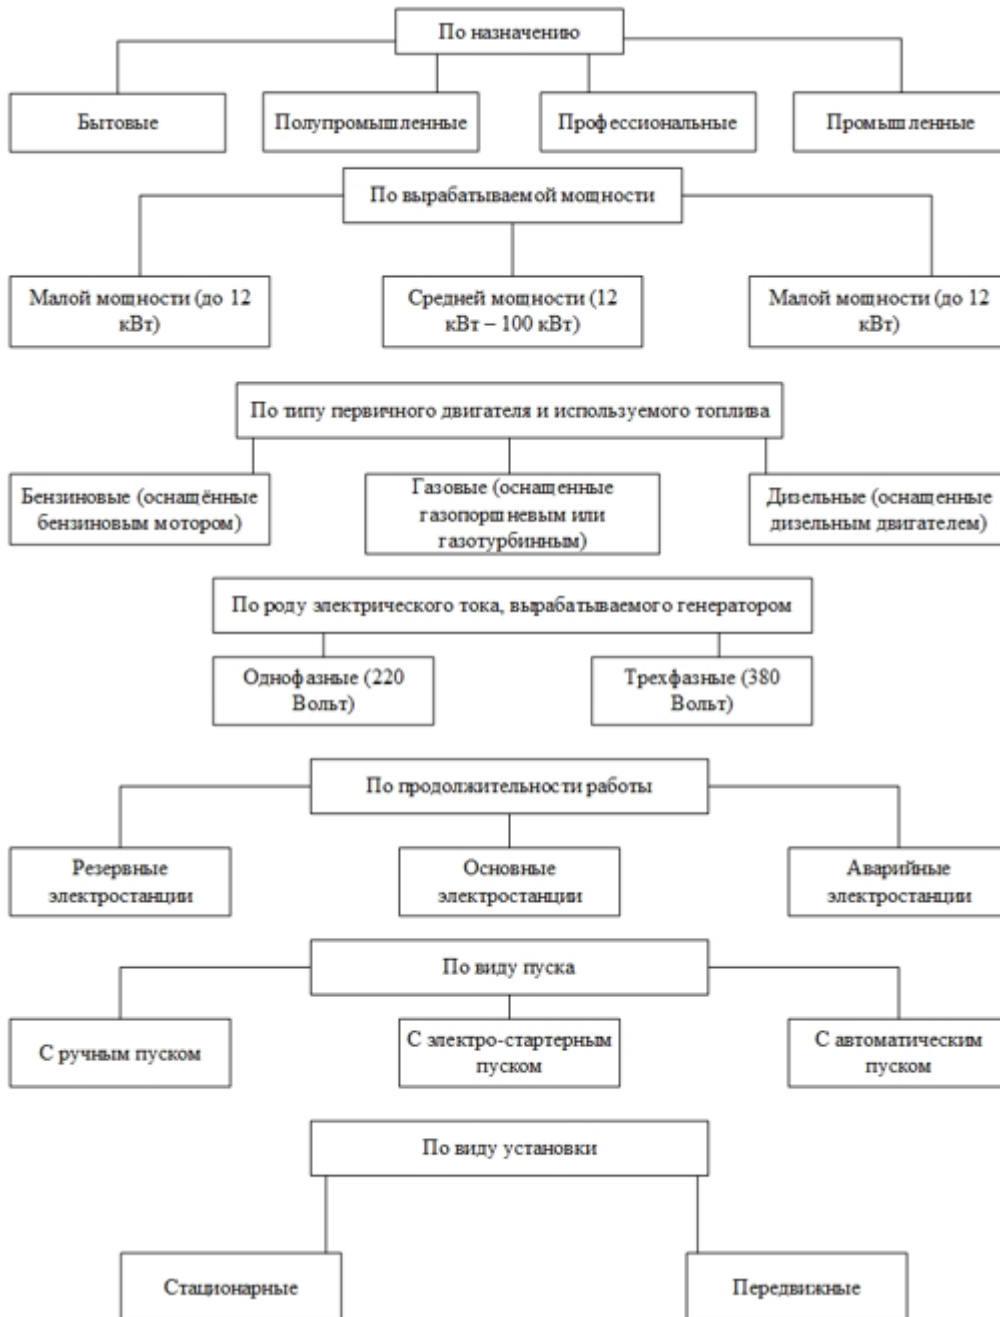 По назначению
Бытовые
Полупромышленные
Профессиональные
Промышленные
По вырабатываемой мощности
Малой мощности (до 12
кВт)
Средней мощности (12
кВт – 100 кВт)
Малой мощности (до 12
кВт)
По типу первичного двигателя и используемого топлива
Бензиновые (оснащённые
бензиновым мотором)
Газовые (оснащенные
газопоршневым или
газотурбинным)
Дизельные (оснащенные
дизельным двигателем)
По роду электрического тока, вырабатываемого генератором
Однофазные (220
Вольт)
Трехфазные (380
Вольт)
По продолжительности работы
Резервные
электростанции
Основные
электростанции
Аварийные
электростанции
По виду пуска
С ручным пуском
С электро-стартерным
пуском
С автоматическим
пуском
По виду установки
Стационарные
Передвижные